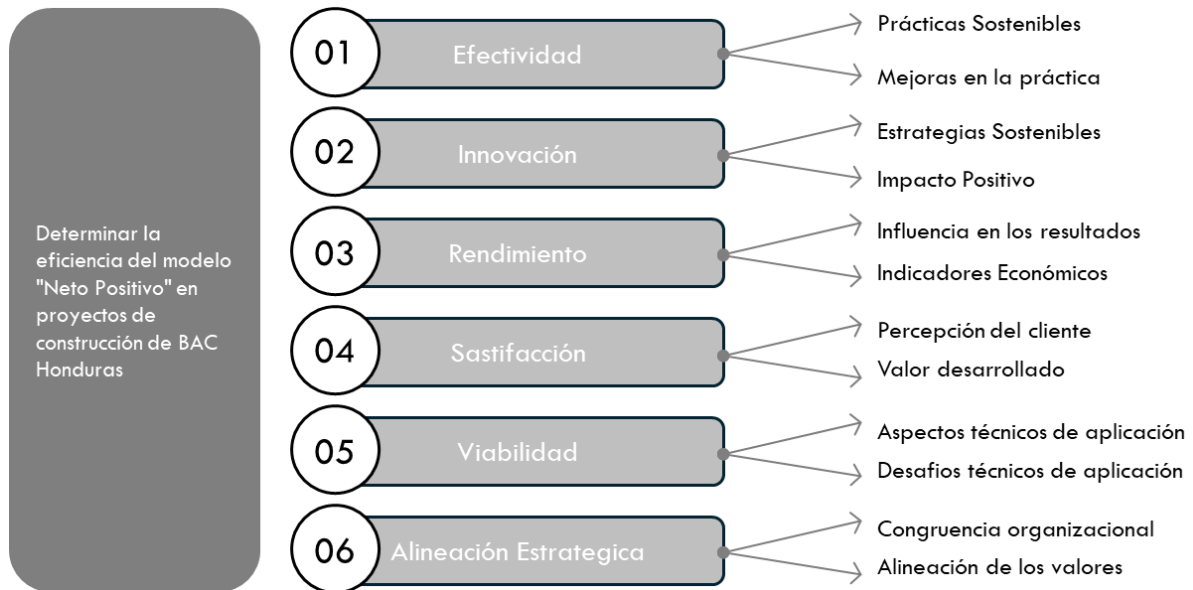 Determinar la
eficiencia del modelo
"Neto Positivo" en
proyectos de
construcción de BAC
Honduras
01
Efectividad
Prácticas Sostenibles
Mejoras en la práctica
02
Innovación
Estrategias Sostenibles
Impacto Positivo
03
Rendimiento
Influencia en los resultados
Indicadores Económicos
04
Sastifacción
Percepción del cliente
Valor desarrollado
05
Viabilidad
Aspectos técnicos de aplicación
Desafios técnicos de aplicación
06
Alineación Estrategica
Congruencia organizacional
Alineación de los valores